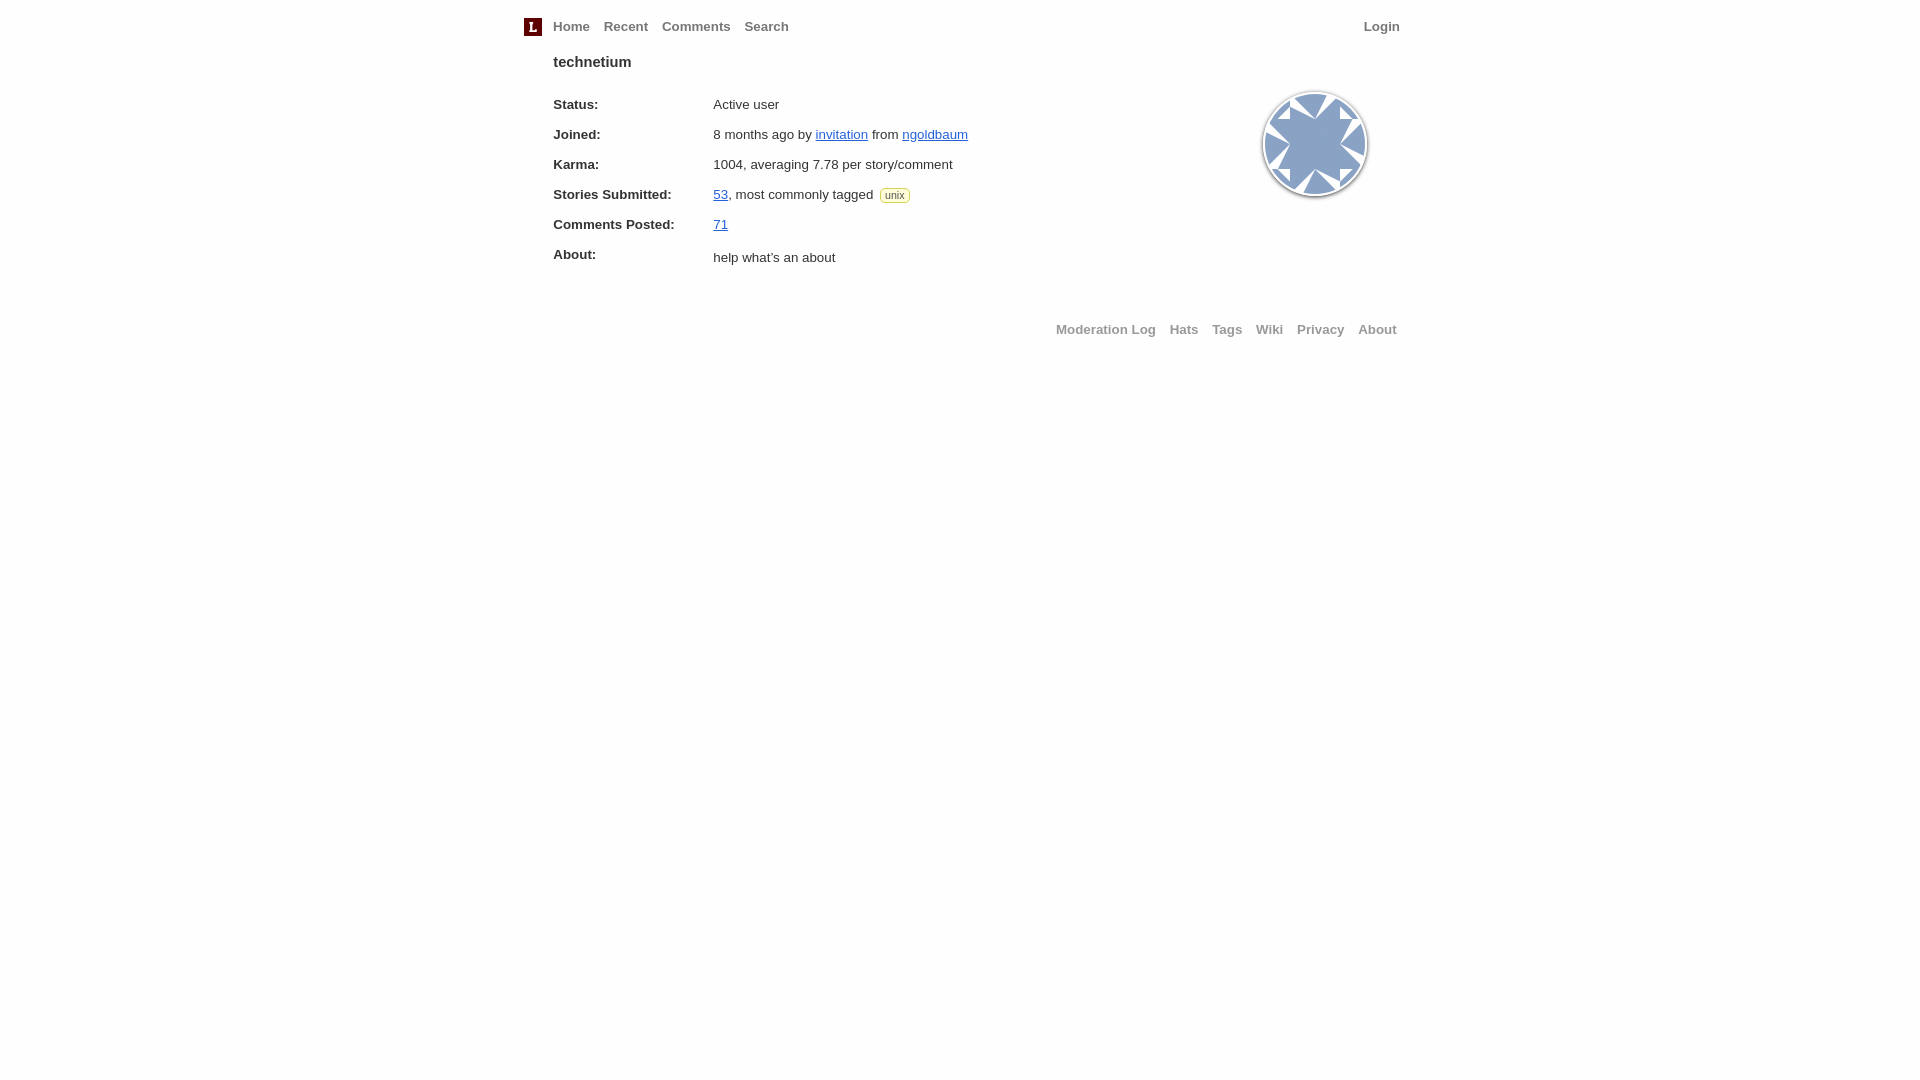 L Home Recent Comments Search Login
technetium
Status: Active user
Joined: 8 months ago by invitation from ngoldbaum
Karma: 1004, averaging 7.78 per story/comment
Stories Submitted: 53, most commonly tagged unix
Comments Posted: 71
About: help what’s an about
Moderation Log Hats Tags Wiki Privacy About